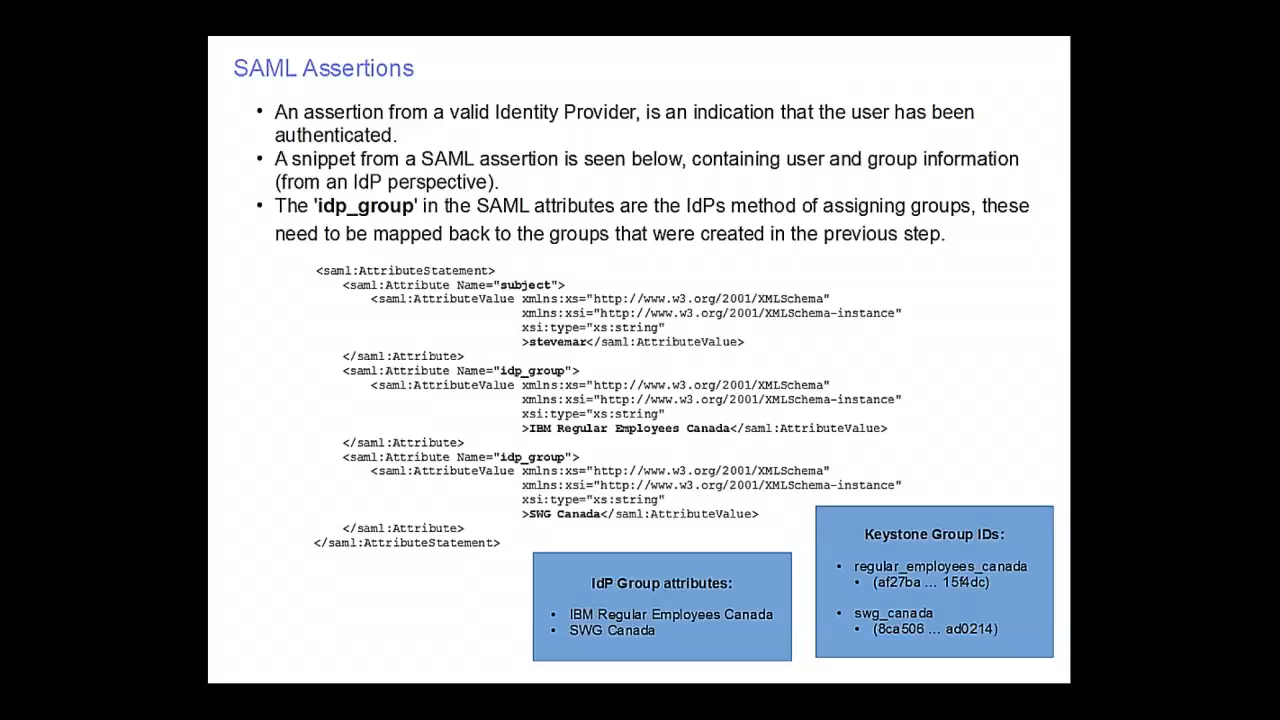 SAML Assertions
• An assertion from a valid Identity Provider, is an indication that the user has been
authenticated.
• A snippet from a SAML assertion is seen below, containing user and group information
(from an IdP perspective).
• The 'idp_group' in the SAML attributes are the IdPs method of assigning groups, these
need to be mapped back to the groups that were created in the previous step.
<saml:AttributeStatement>
<saml:Attribute Name="subject">
<saml:AttributeValue xmlns:xs="http://www.w3.org/2001/XMLSchema"
xmlns:xsi="http://www.w3.org/2001/XMLSchema-instance"
xsi:type="xs:string"
>stevemar</saml:AttributeValue>
</saml:Attribute>
<saml:Attribute Name="idp_group">
<saml:AttributeValue xmlns:xs="http://www.w3.org/2001/XMLSchema"
xmlns:xsi="http://www.w3.org/2001/XMLSchema-instance"
xsi:type="xs:string"
>IBM Regular Employees Canada</saml:AttributeValue>
</saml:Attribute>
<saml:Attribute Name="idp_group">
<saml:AttributeValue xmlns:xs="http://www.w3.org/2001/XMLSchema"
xmlns:xsi="http://www.w3.org/2001/XMLSchema-instance"
xsi:type="xs:string"
>SWG Canada</saml:AttributeValue>
</saml:Attribute>
</saml:AttributeStatement>
IdP Group attributes:
• IBM Regular Employees Canada
• SWG Canada
Keystone Group IDs:
• regular_employees_canada
• (af27ba ... 15f4dc)
• swg_canada
• (8ca506 ... ad0214)